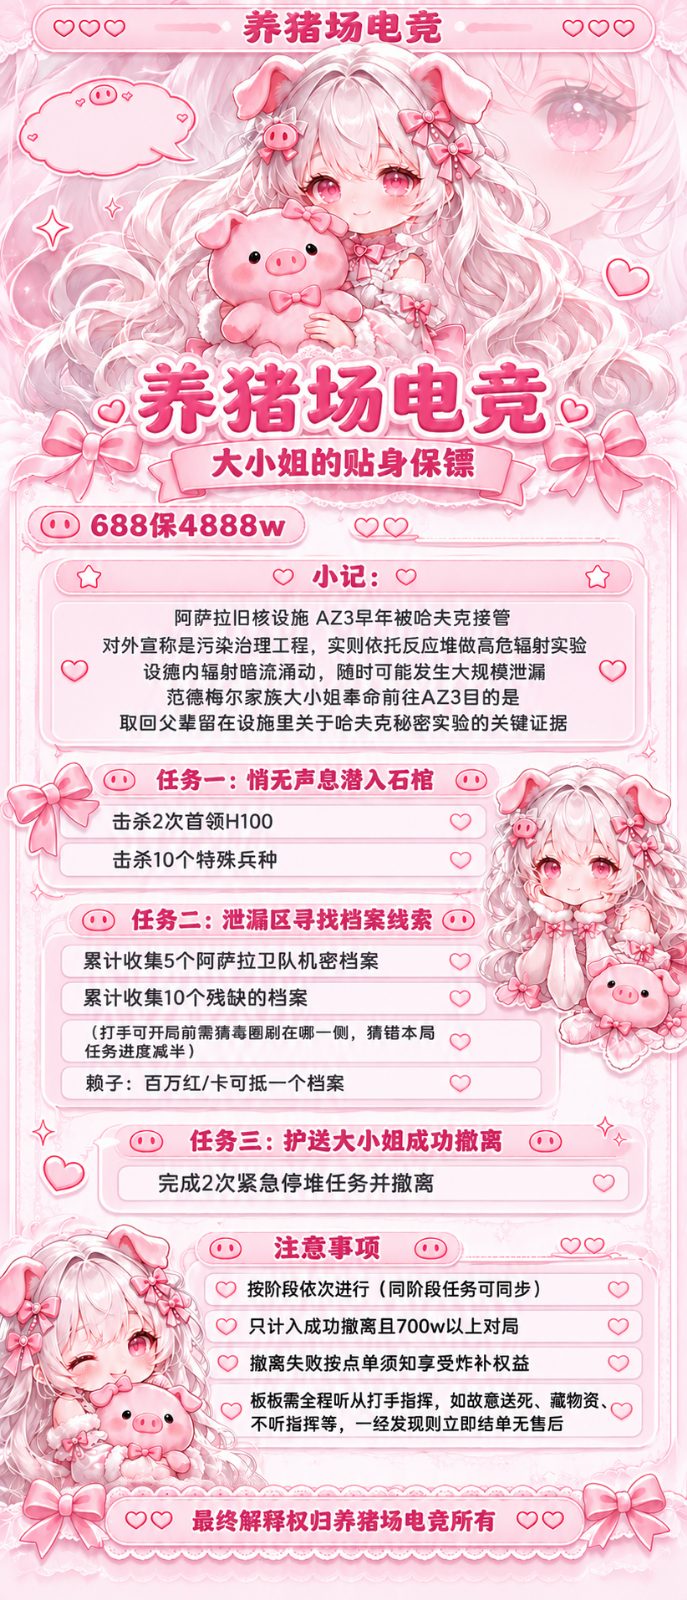 养猪场电竞
养猪场电竞
大小姐的贴身保镖
688保4888w
小记：
阿萨拉旧核设施 AZ3早年被哈夫克接管
对外宣称是污染治理工程，实则依托反应堆做高危辐射实验
设德内辐射暗流涌动，随时可能发生大规模泄漏
范德梅尔家族大小姐奉命前往AZ3目的是
取回父辈留在设施里关于哈夫克秘密实验的关键证据
任务一：悄无声息潜入石棺
击杀2次首领H100
击杀10个特殊兵种
任务二：泄漏区寻找档案线索
累计收集5个阿萨拉卫队机密档案
累计收集10个残缺的档案
（打手可开局前需猜毒圈刷在哪一侧，猜错本局
任务进度减半）
赖子：百万红/卡可抵一个档案
任务三：护送大小姐成功撤离
完成2次紧急停堆任务并撤离
注意事项
按阶段依次进行（同阶段任务可同步）
只计入成功撤离且700w以上对局
撤离失败按点单须知享受炸补权益
板板需全程听从打手指挥，如故意送死、藏物资、
不听指挥等，一经发现则立即结单无售后
最终解释权归养猪场电竞所有